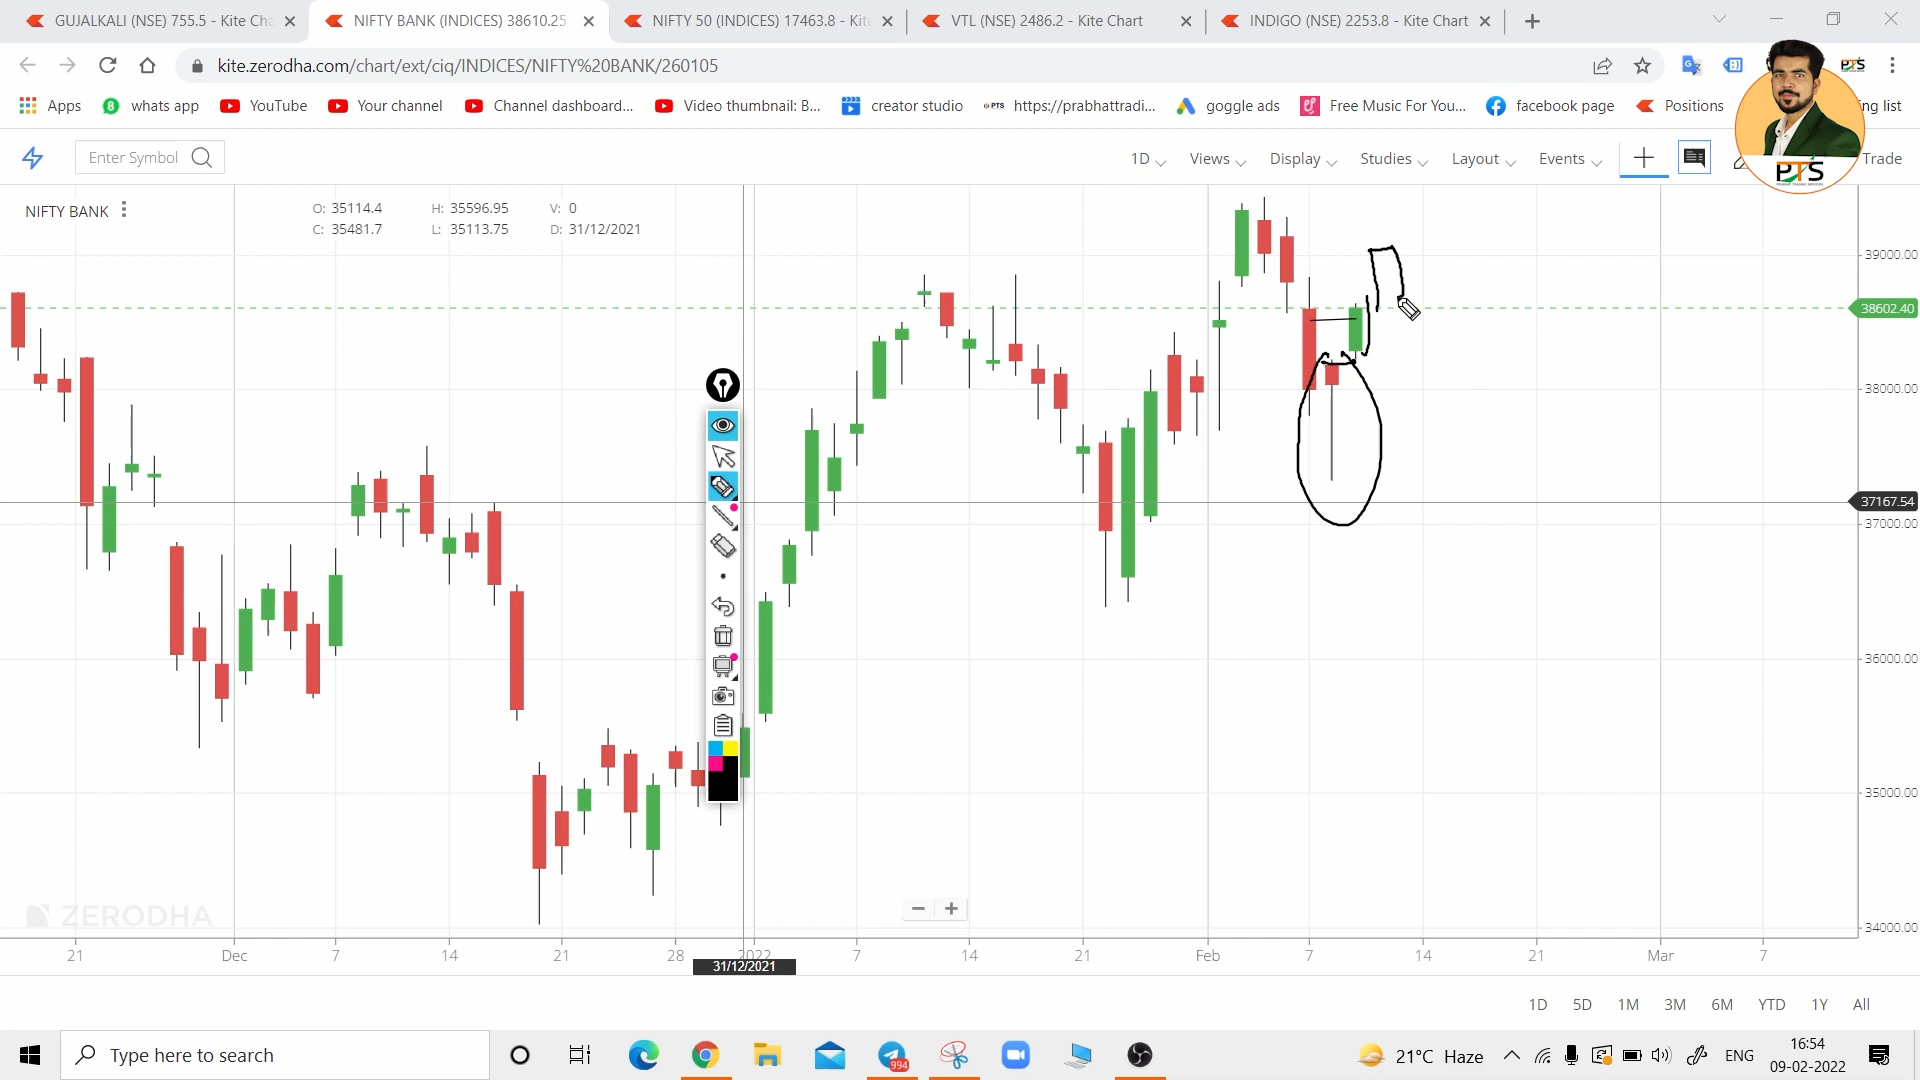 GUJALKALI (NSE) 755.5 - Kite Cha
NIFTY BANK (INDICES) 38610.25
NIFTY 50 (INDICES) 17463.8 - Kite
VTL (NSE) 2486.2 - Kite Chart
INDIGO (NSE) 2253.8 - Kite Chart
kite.zerodha.com/chart/ext/ciq/INDICES/NIFTY%20BANK/260105
PTS
Apps
whats app
YouTube
Your channel
Channel dashboard...
Video thumbnail: B...
creator studio
https://prabhattradi...
goggle ads
Free Music For You...
facebook page
Positions
ng list
Enter Symbol
1D
Views
Display
Studies
Layout
Events
Trade
PTS
PRABHAT TRADING SERVICES
NIFTY BANK
O: 35114.4 H: 35596.95 V: 0
C: 35481.7 L: 35113.75 D: 31/12/2021
39000.00
38602.40
38000.00
37167.54
37000.00
36000.00
35000.00
34000.00
ZERODHA
21 Dec 7 14 21 28 2022 7 14 21 Feb 7 14 21 Mar 7
31/12/2021
1D 5D 1M 3M 6M YTD 1Y All
Type here to search
994
21°C Haze
ENG
16:54
09-02-2022